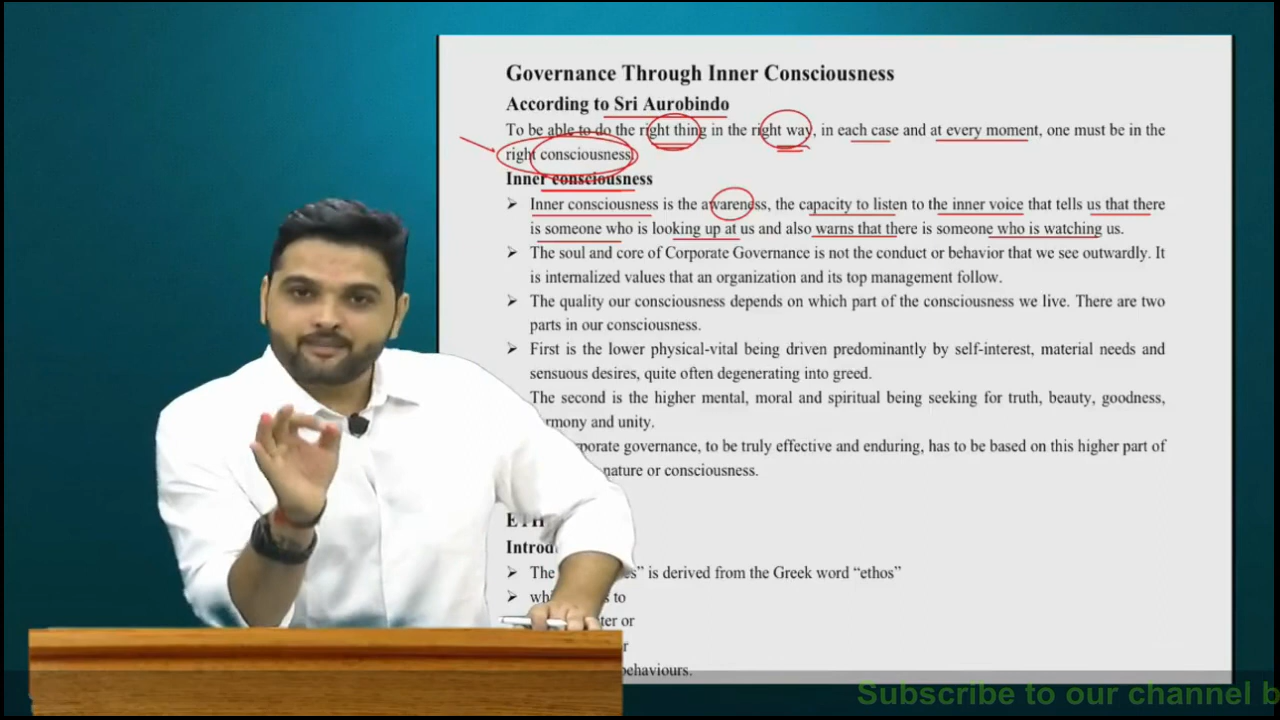 Governance Through Inner Consciousness
According to Sri Aurobindo
To be able to do the right thing in the right way, in each case and at every moment, one must be in the
right consciousness.
Inner consciousness
➢ Inner consciousness is the awareness, the capacity to listen to the inner voice that tells us that there
is someone who is looking up at us and also warns that there is someone who is watching us.
➢ The soul and core of Corporate Governance is not the conduct or behavior that we see outwardly. It
is internalized values that an organization and its top management follow.
➢ The quality our consciousness depends on which part of the consciousness we live. There are two
parts in our consciousness.
➢ First is the lower physical-vital being driven predominantly by self-interest, material needs and
sensuous desires, quite often degenerating into greed.
The second is the higher mental, moral and spiritual being seeking for truth, beauty, goodness,
and unity.
governance, to be truly effective and enduring, has to be based on this higher part of
nature or consciousness.
➢ The is derived from the Greek word “ethos”
➢ to
or
behaviours.
Subscribe to our channel